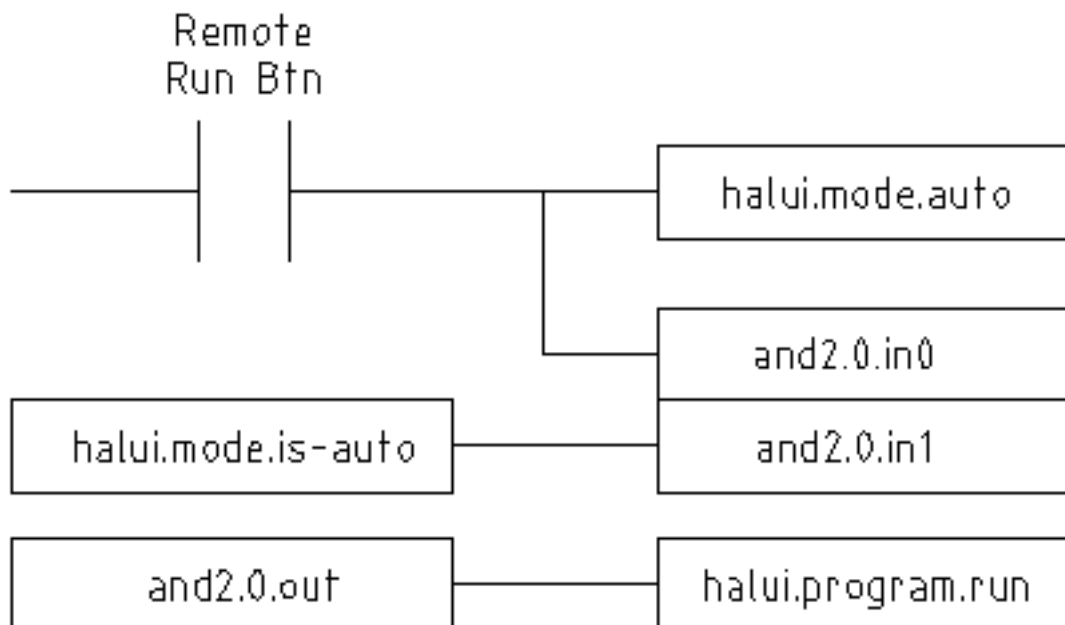 Remote
Run Btn
halui.mode.auto
and2.0.in0
halui.mode.is-auto
and2.0.in1
and2.0.out
halui.program.run